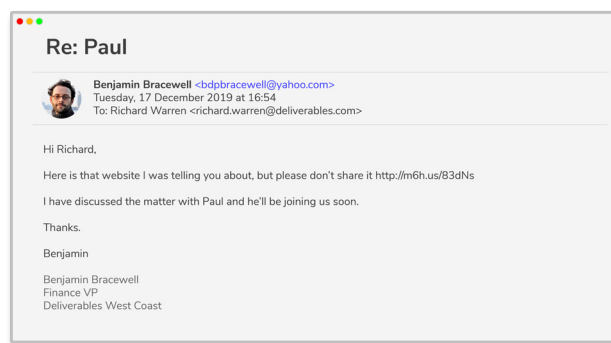 Re: Paul
Benjamin Bracewell <bdpbracewell@yahoo.com>
Tuesday, 17 December 2019 at 16:54
To: Richard Warren <richard.warren@deliverables.com>
Hi Richard,
Here is that website I was telling you about, but please don't share it http://m6h.us/83dNs
I have discussed the matter with Paul and he'll be joining us soon.
Thanks.
Benjamin
Benjamin Bracewell
Finance VP
Deliverables West Coast